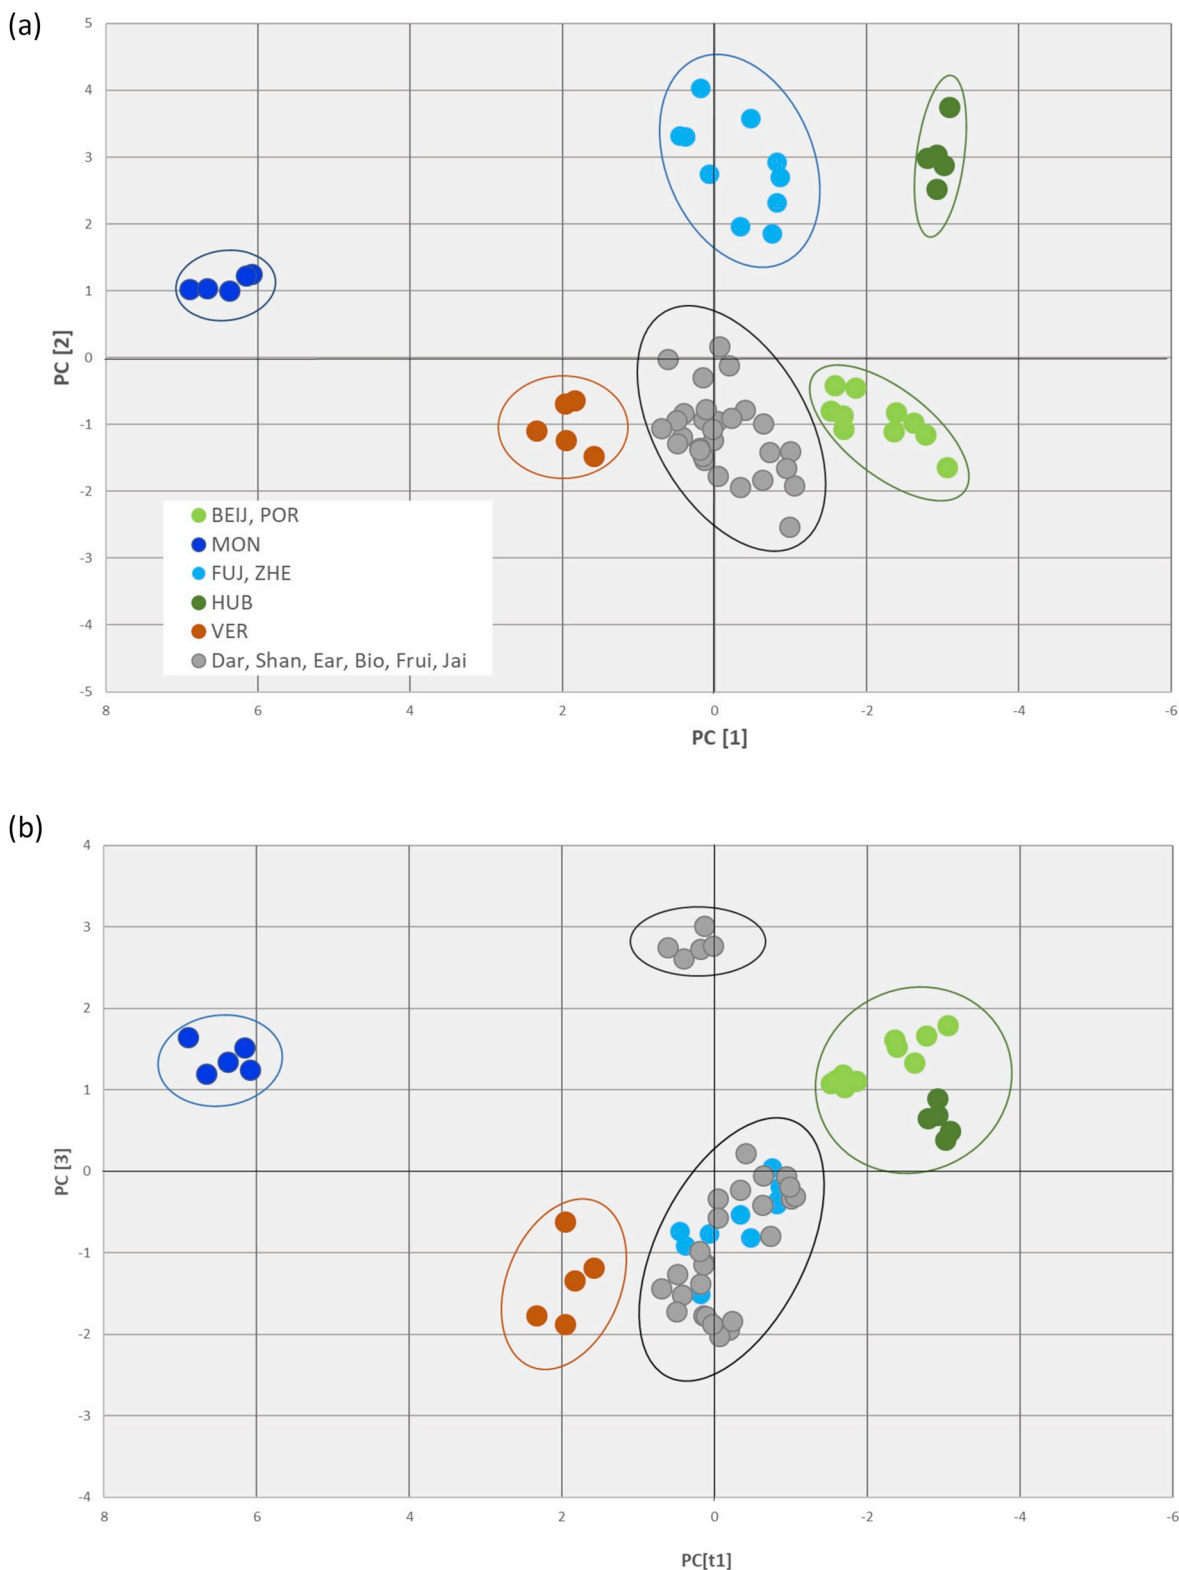 (a)
5
4
3
2
1
0
-1
-2
-3
-4
-5
PC [2]
BEIJ, POR
MON
FUJ, ZHE
HUB
VER
Dar, Shan, Ear, Bio, Frui, Jai
8 6 4 2 0 -2 -4 -6
PC [1]
(b)
4
3
2
1
0
-1
-2
-3
-4
PC [3]
8 6 4 2 0 -2 -4 -6
PC[t1]